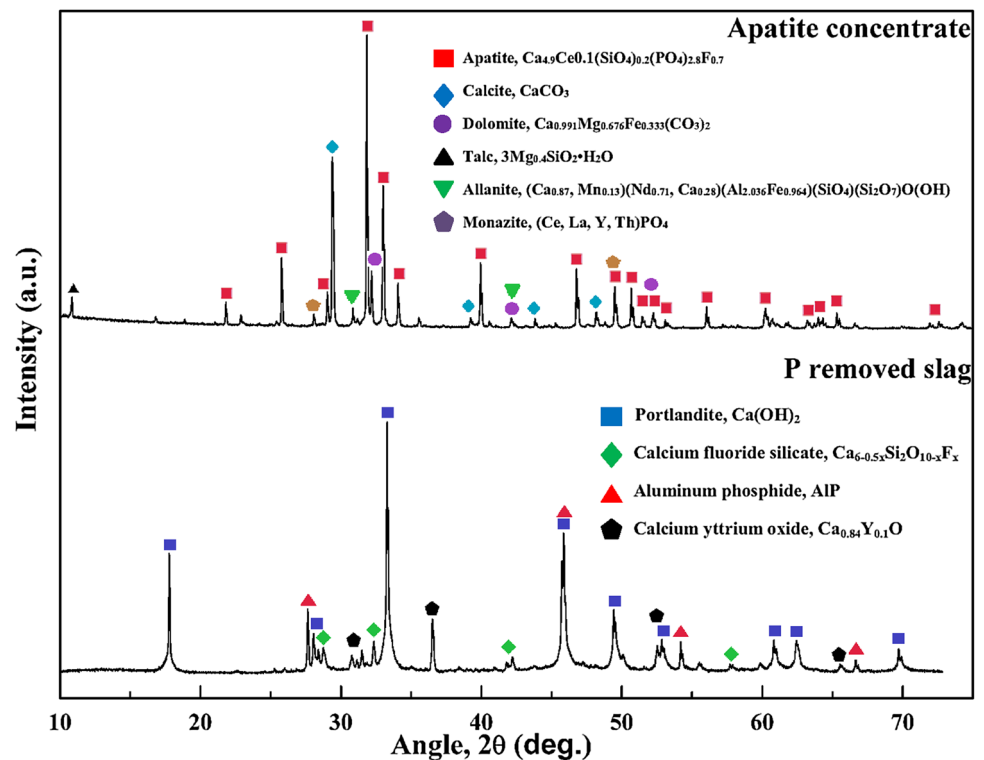 Apatite concentrate
Apatite, Ca₄.₉Ce0.1(SiO₄)₀.₂(PO₄)₂.₈F₀.₇
Calcite, CaCO₃
Dolomite, Ca₀.₉₉₁Mg₀.₆₇₆Fe₀.₃₃₃(CO₃)₂
Talc, 3Mg₀.₄SiO₂•H₂O
Allanite, (Ca₀.₈₇, Mn₀.₁₃)(Nd₀.₇₁, Ca₀.₂₈)(Al₂.₀₃₆Fe₀.₉₆₄)(SiO₄)(Si₂O₇)O(OH)
Monazite, (Ce, La, Y, Th)PO₄
Intensity (a.u.)
P removed slag
Portlandite, Ca(OH)₂
Calcium fluoride silicate, Ca₆₋₀.₅ₓSi₂O₁₀₋ₓFₓ
Aluminum phosphide, AlP
Calcium yttrium oxide, Ca₀.₈₄Y₀.₁O
10 20 30 40 50 60 70
Angle, 2θ (deg.)